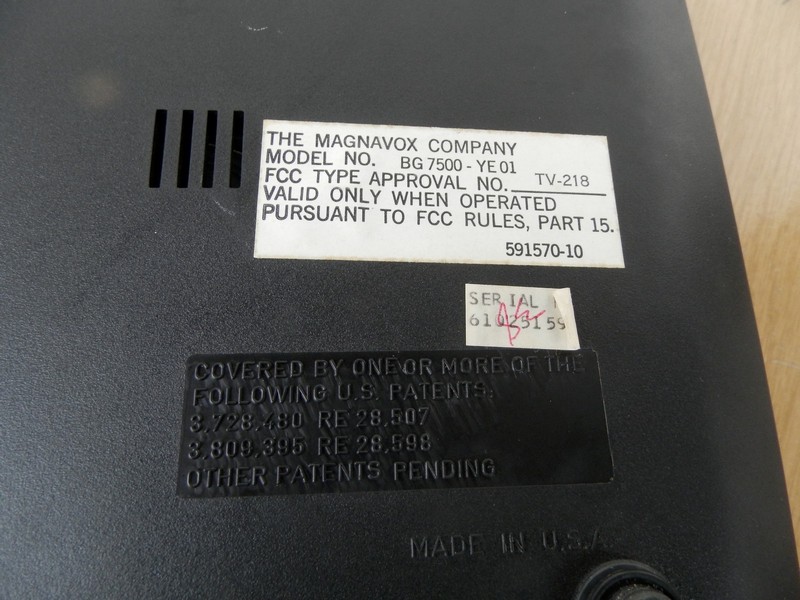 THE MAGNAVOX COMPANY
MODEL NO. BG 7500-YE01
FCC TYPE APPROVAL NO. TV-218
VALID ONLY WHEN OPERATED
PURSUANT TO FCC RULES, PART 15.
591570-10
SERIAL
61025159
COVERED BY ONE OR MORE OF THE
FOLLOWING U.S. PATENTS:
3,728,480 RE 28,507
3,809,395 RE 28,598
OTHER PATENTS PENDING
MADE IN U.S.A.